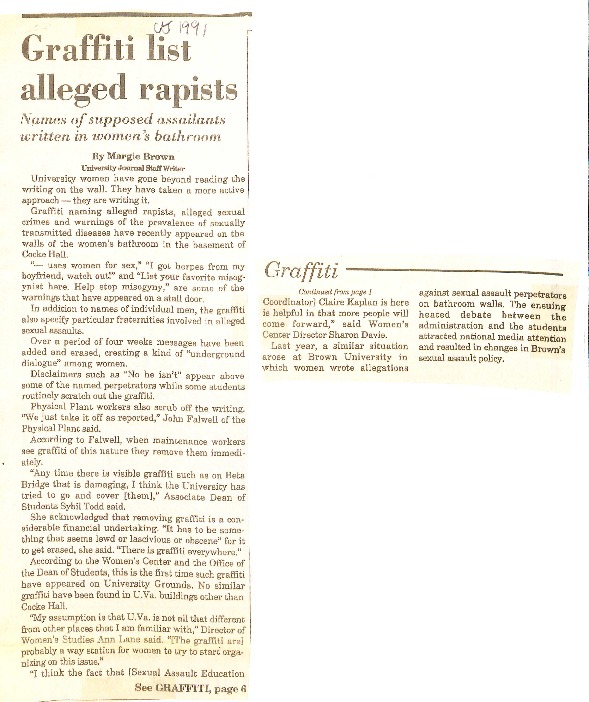 UJ 1991
Graffiti list
alleged rapists
Names of supposed assailants
written in women's bathroom
By Margie Brown
University Journal Staff Writer
University women have gone beyond reading the
writing on the wall. They have taken a more active
approach — they are writing it.
Graffiti naming alleged rapists, alleged sexual
crimes and warnings of the prevalence of sexually
transmitted diseases have recently appeared on the
walls of the women's bathroom in the basement of
Cocke Hall.
"— uses women for sex," "I got herpes from my
boyfriend, watch out!" and "List your favorite misog-
ynist here. Help stop misogyny," are some of the
warnings that have appeared on a stall door.
In addition to names of individual men, the graffiti
also specify particular fraternities involved in alleged
sexual assaults.
Over a period of four weeks messages have been
added and erased, creating a kind of "underground
dialogue" among women.
Disclaimers such as "No he isn't" appear above
some of the named perpetrators while some students
routinely scratch out the graffiti.
Physical Plant workers also scrub off the writing.
"We just take it off as reported," John Falwell of the
Physical Plant said.
According to Falwell, when maintenance workers
see graffiti of this nature they remove them immedi-
ately.
"Any time there is visible graffiti such as on Beta
Bridge that is damaging, I think the University has
tried to go and cover [them]," Associate Dean of
Students Sybil Todd said.
She acknowledged that removing graffiti is a con-
siderable financial undertaking. "It has to be some-
thing that seems lewd or lascivious or obscene" for it
to get erased, she said. "There is graffiti everywhere."
According to the Women's Center and the Office of
the Dean of Students, this is the first time such graffiti
have appeared on University Grounds. No similar
graffiti have been found in U.Va. buildings other than
Cocke Hall.
"My assumption is that U.Va. is not all that different
from other places that I am familiar with," Director of
Women's Studies Ann Lane said. "[The graffiti are]
probably a way station for women to try to start orga-
nizing on this issue."
"I think the fact that [Sexual Assault Education
See GRAFFITI, page 6
Graffiti
Continued from page 1
Coordinator] Claire Kaplan is here
is helpful in that more people will
come forward," said Women's
Center Director Sharon Davie.
Last year, a similar situation
arose at Brown University in
which women wrote allegations
against sexual assault perpetrators
on bathroom walls. The ensuing
heated debate between the
administration and the students
attracted national media attention
and resulted in changes in Brown's
sexual assault policy.